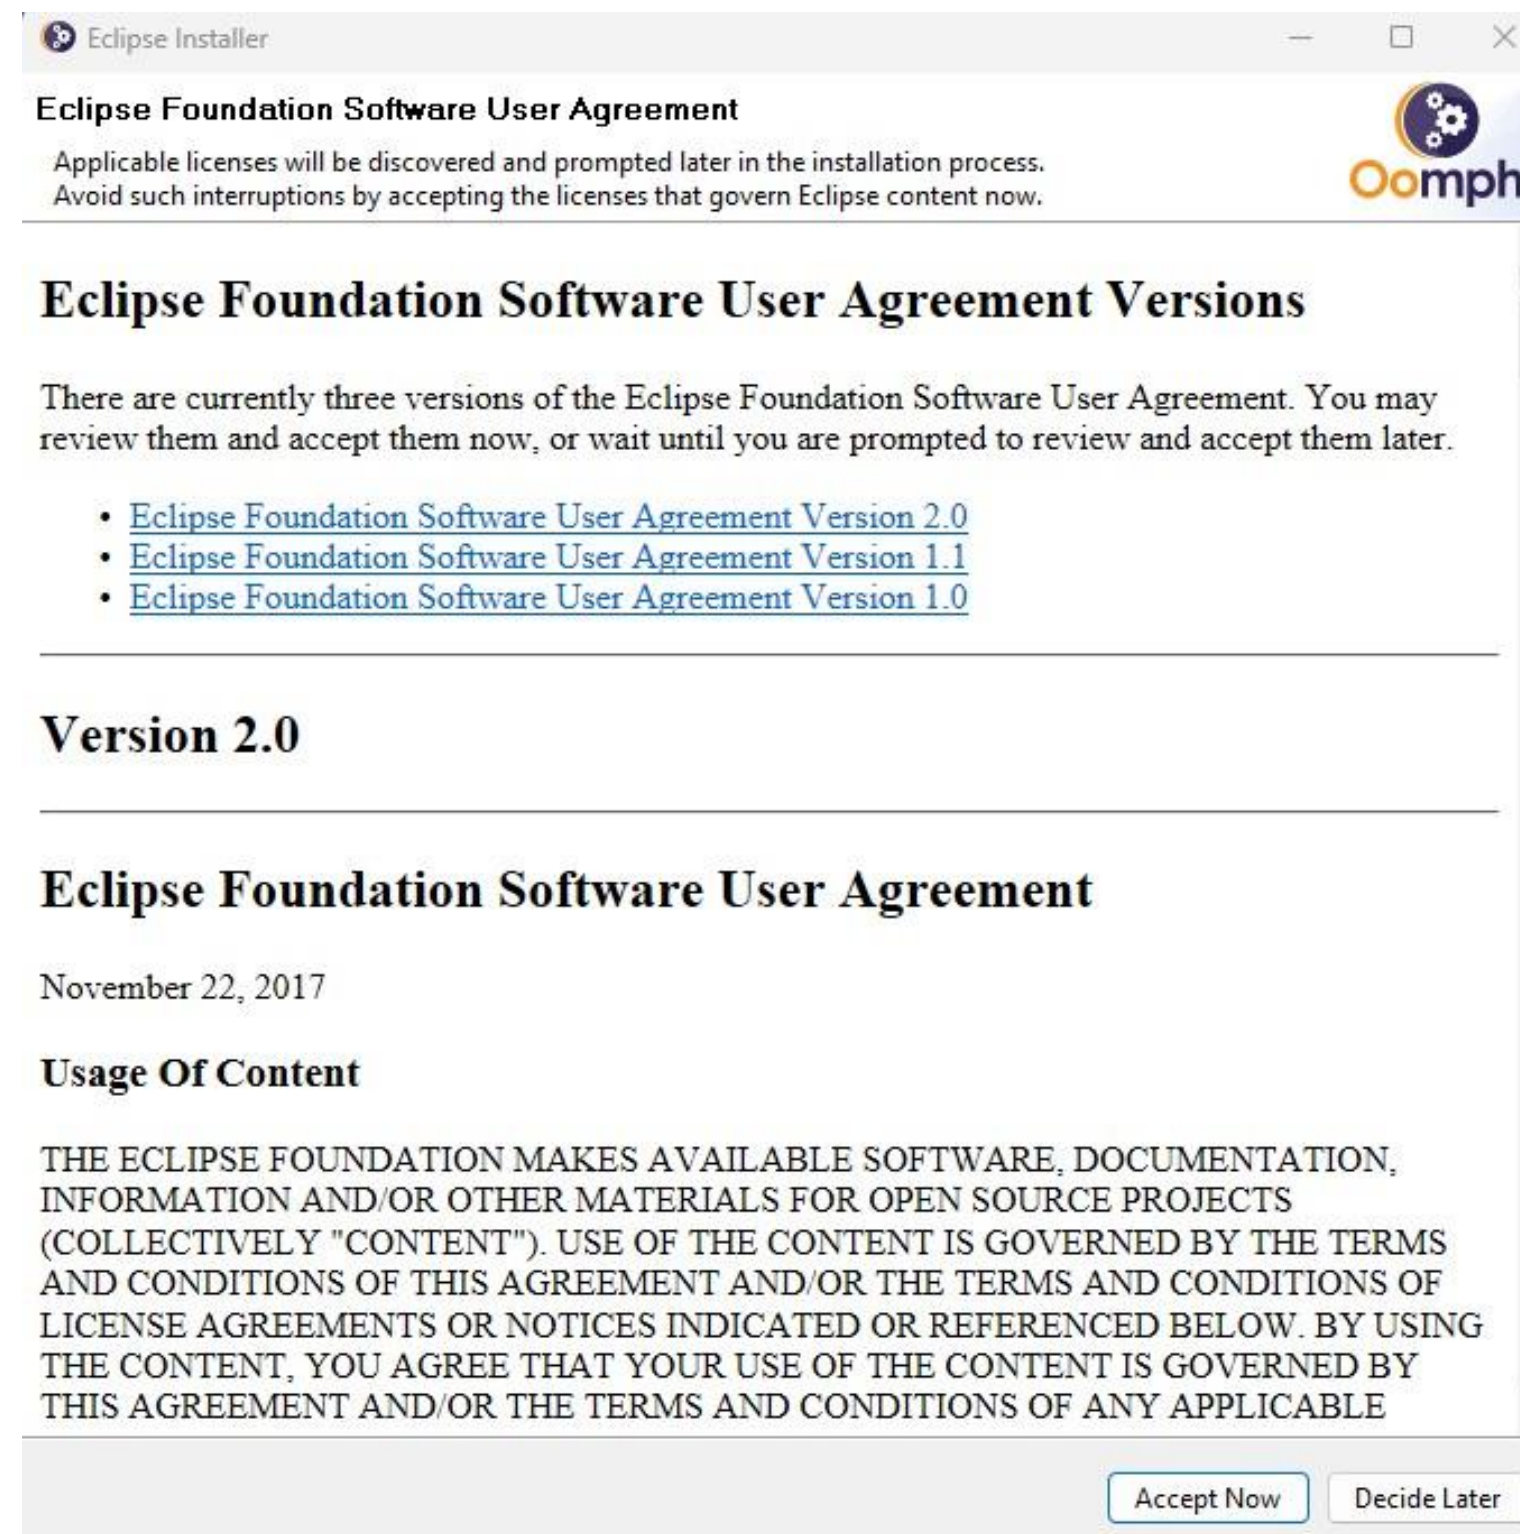 Eclipse Installer
Eclipse Foundation Software User Agreement
Applicable licenses will be discovered and prompted later in the installation process.
Avoid such interruptions by accepting the licenses that govern Eclipse content now.
Oomph
Eclipse Foundation Software User Agreement Versions
There are currently three versions of the Eclipse Foundation Software User Agreement. You may
review them and accept them now, or wait until you are prompted to review and accept them later.
• Eclipse Foundation Software User Agreement Version 2.0
• Eclipse Foundation Software User Agreement Version 1.1
• Eclipse Foundation Software User Agreement Version 1.0
Version 2.0
Eclipse Foundation Software User Agreement
November 22, 2017
Usage Of Content
THE ECLIPSE FOUNDATION MAKES AVAILABLE SOFTWARE, DOCUMENTATION,
INFORMATION AND/OR OTHER MATERIALS FOR OPEN SOURCE PROJECTS
(COLLECTIVELY "CONTENT"). USE OF THE CONTENT IS GOVERNED BY THE TERMS
AND CONDITIONS OF THIS AGREEMENT AND/OR THE TERMS AND CONDITIONS OF
LICENSE AGREEMENTS OR NOTICES INDICATED OR REFERENCED BELOW. BY USING
THE CONTENT, YOU AGREE THAT YOUR USE OF THE CONTENT IS GOVERNED BY
THIS AGREEMENT AND/OR THE TERMS AND CONDITIONS OF ANY APPLICABLE
Accept Now
Decide Later